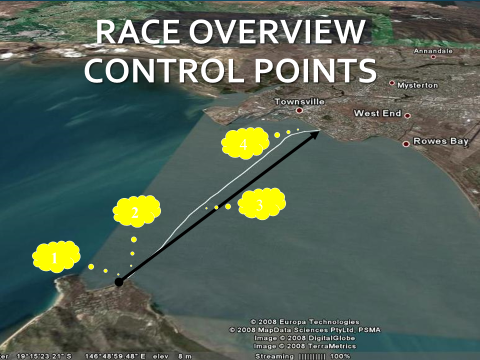 RACE OVERVIEW
CONTROL POINTS
Annandale
Mysterton
Townsville
West End
Rowes Bay
4
2
3
1
© 2008 Europa Technologies
© 2008 MapData Sciences PtyLtd, PSMA
Image © 2008 DigitalGlobe
Image © 2008 TerraMetrics
ter 19°15'23.21" S 146°48'59.48" E elev 8 m Streaming |||||||||| 100%